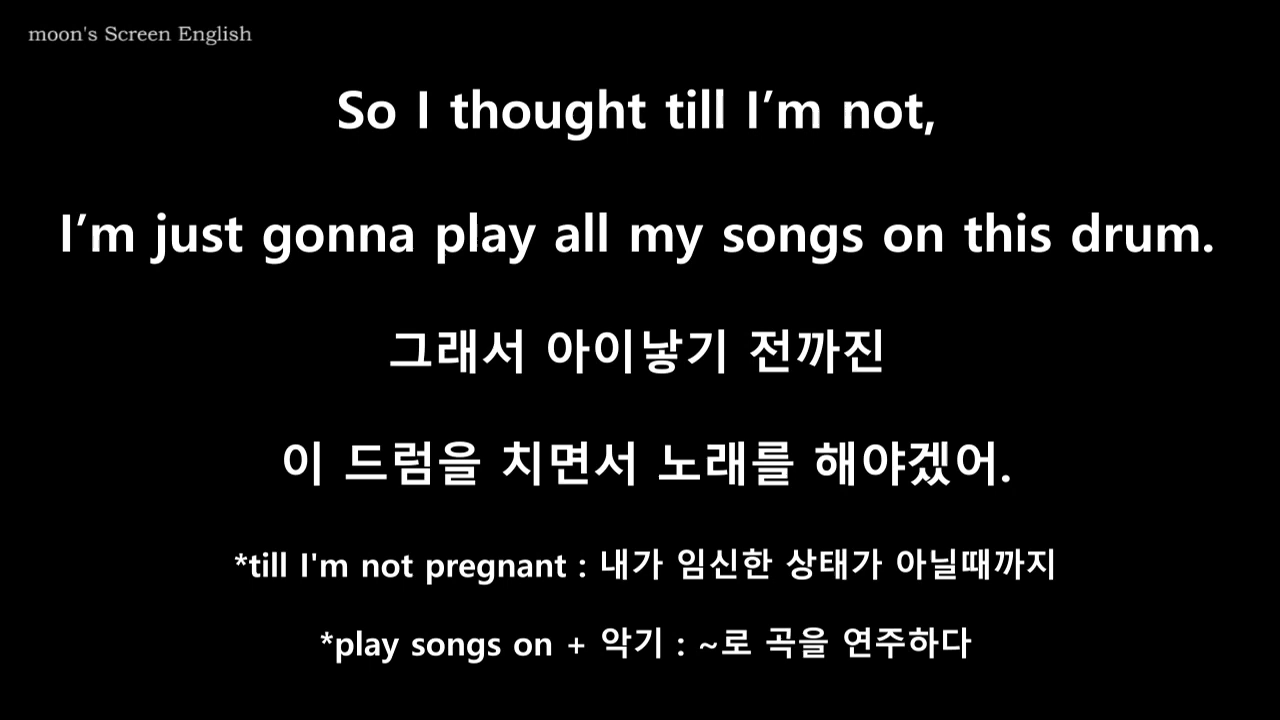 moon's Screen English
So I thought till I’m not,
I’m just gonna play all my songs on this drum.
그래서 아이낳기 전까진
이 드럼을 치면서 노래를 해야겠어.
*till I'm not pregnant : 내가 임신한 상태가 아닐때까지
*play songs on + 악기 : ~로 곡을 연주하다